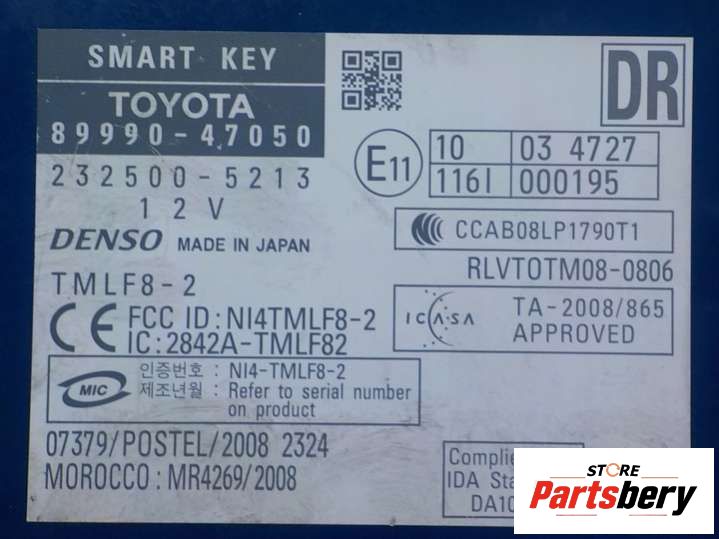 SMART KEY
TOYOTA
89990-47050
DR
232500-5213
12V
E11
10 03 4727
116I 000195
DENSO MADE IN JAPAN
CCAB08LP1790T1
RLVTOTM08-0806
TMLF8-2
CE FCC ID:NI4TMLF8-2
IC:2842A-TMLF82
ICASA TA-2008/865
APPROVED
MIC 인증번호 : NI4-TMLF8-2
제조년월 : Refer to serial number
on product
07379/POSTEL/2008 2324
MOROCCO:MR4269/2008
IDA
STORE
Partsbery